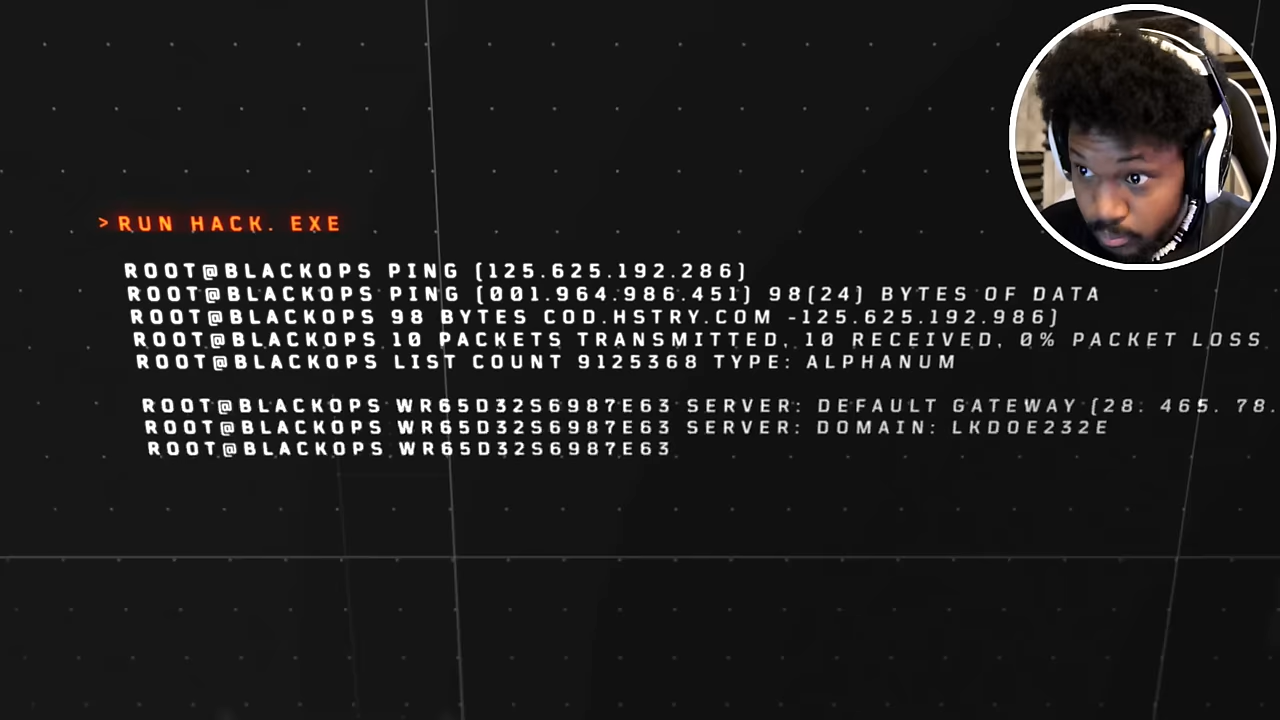 >RUN HACK. EXE
ROOT@BLACKOPS PING (125.625.192.286)
ROOT@BLACKOPS PING (001.964.986.451) 98(24) BYTES OF DATA
ROOT@BLACKOPS 98 BYTES COD.HSTRY.COM -125.625.192.986)
ROOT@BLACKOPS 10 PACKETS TRANSMITTED, 10 RECEIVED, 0% PACKET LOSS
ROOT@BLACKOPS LIST COUNT 9125368 TYPE: ALPHANUM
ROOT@BLACKOPS WR65D32S6987E63 SERVER: DEFAULT GATEWAY (28. 465. 78.
ROOT@BLACKOPS WR65D32S6987E63 SERVER: DOMAIN: LKDOE232E
ROOT@BLACKOPS WR65D32S6987E63